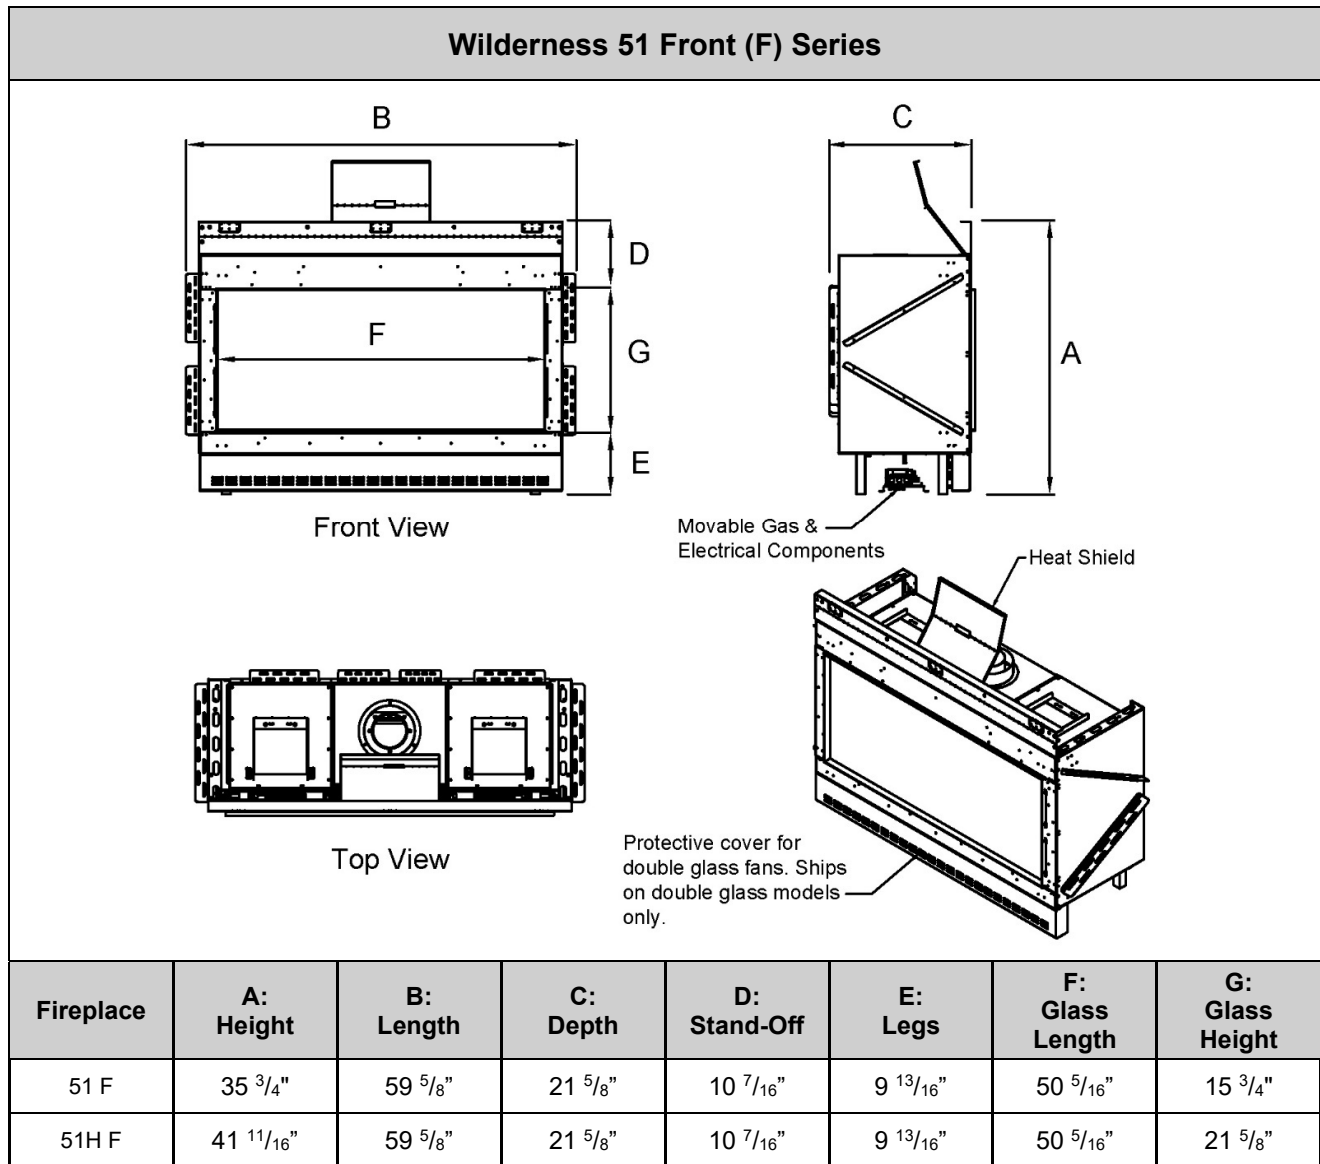 Wilderness 51 Front (F) Series
B
C
D
F
G
A
E
Front View
Movable Gas &
Electrical Components
Heat Shield
Top View
Protective cover for
double glass fans. Ships
on double glass models
only.
Fireplace A: Height B: Length C: Depth D: Stand-Off E: Legs F: Glass Length G: Glass Height
51 F 35 3/4" 59 5/8” 21 5/8” 10 7/16” 9 13/16” 50 5/16” 15 3/4"
51H F 41 11/16” 59 5/8” 21 5/8” 10 7/16” 9 13/16” 50 5/16” 21 5/8”